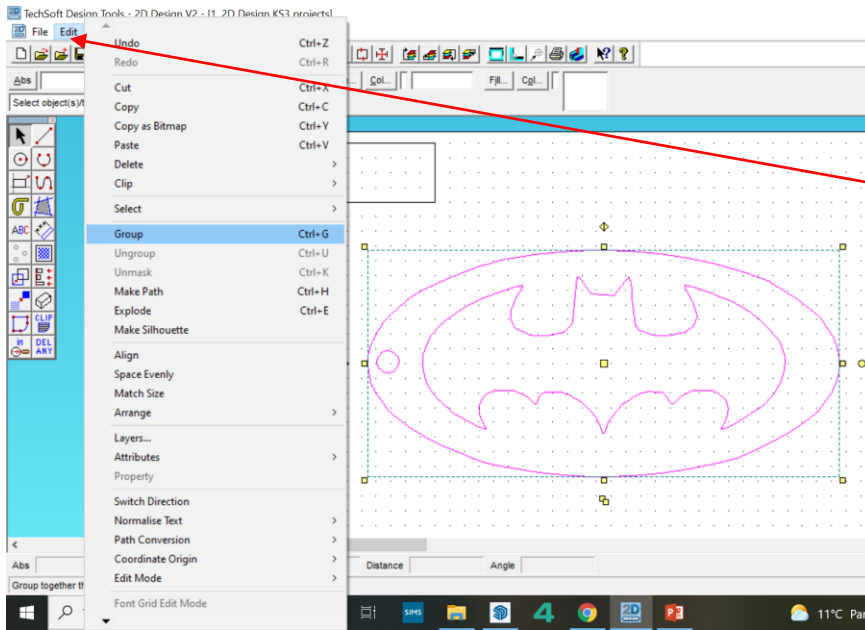 TechSoft Design Tools - 2D Design V2 - [1. 2D Design KS3 projects]
File Edit
Undo Ctrl+Z
Redo Ctrl+R
Cut Ctrl+X
Copy Ctrl+C
Copy as Bitmap Ctrl+Y
Paste Ctrl+V
Delete
Clip
Select
Group Ctrl+G
Ungroup Ctrl+U
Unmask Ctrl+K
Make Path Ctrl+H
Explode Ctrl+E
Make Silhouette
Align
Space Evenly
Match Size
Arrange
Layers...
Attributes
Property
Switch Direction
Normalise Text
Path Conversion
Coordinate Origin
Edit Mode
Font Grid Edit Mode
Abs
Col... Fill... Col...
Select object(s)/
ABC
CLIP
in DEL
ANY
Abs Distance Angle
Group together
SIMS 4 2D P 11°C